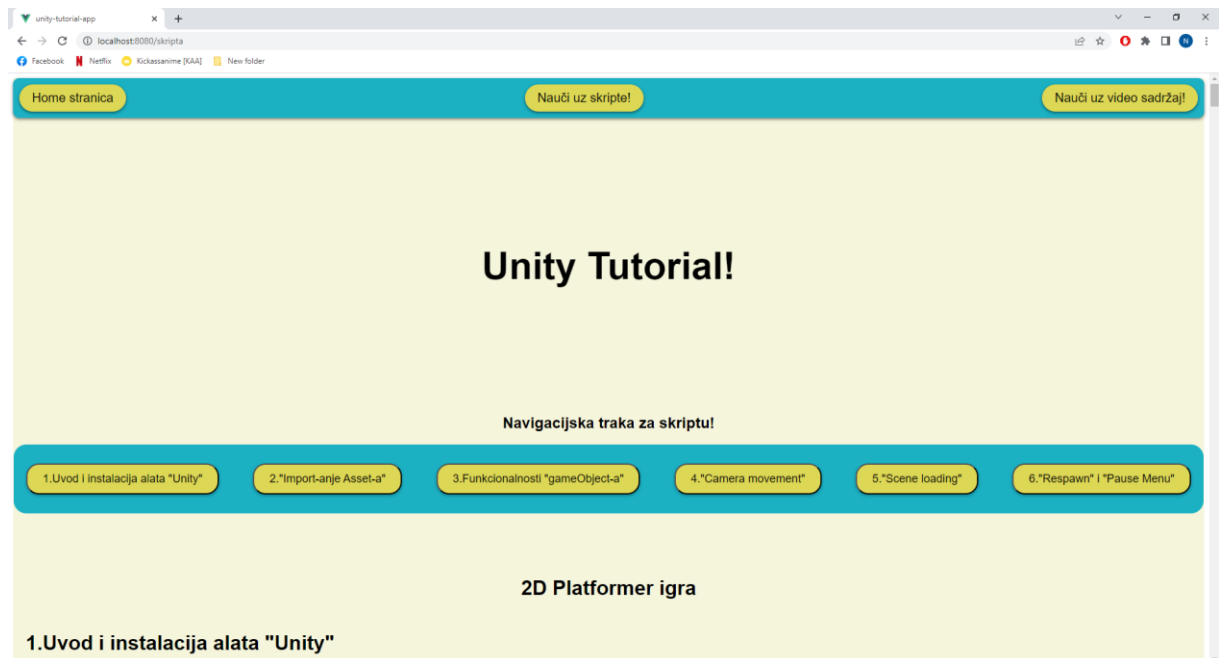 unity-tutorial-app
localhost:8080/skripta
Facebook Netflix Kickassanime [KAA] New folder
Home stranica Nauči uz skripte! Nauči uz video sadržaj!
Unity Tutorial!
Navigacijska traka za skriptu!
1.Uvod i instalacija alata "Unity" 2."Import-anje Asset-a" 3.Funkcionalnosti "gameObject-a" 4."Camera movement" 5."Scene loading" 6."Respawn" I "Pause Menu"
2D Platformer igra
1.Uvod i instalacija alata "Unity"